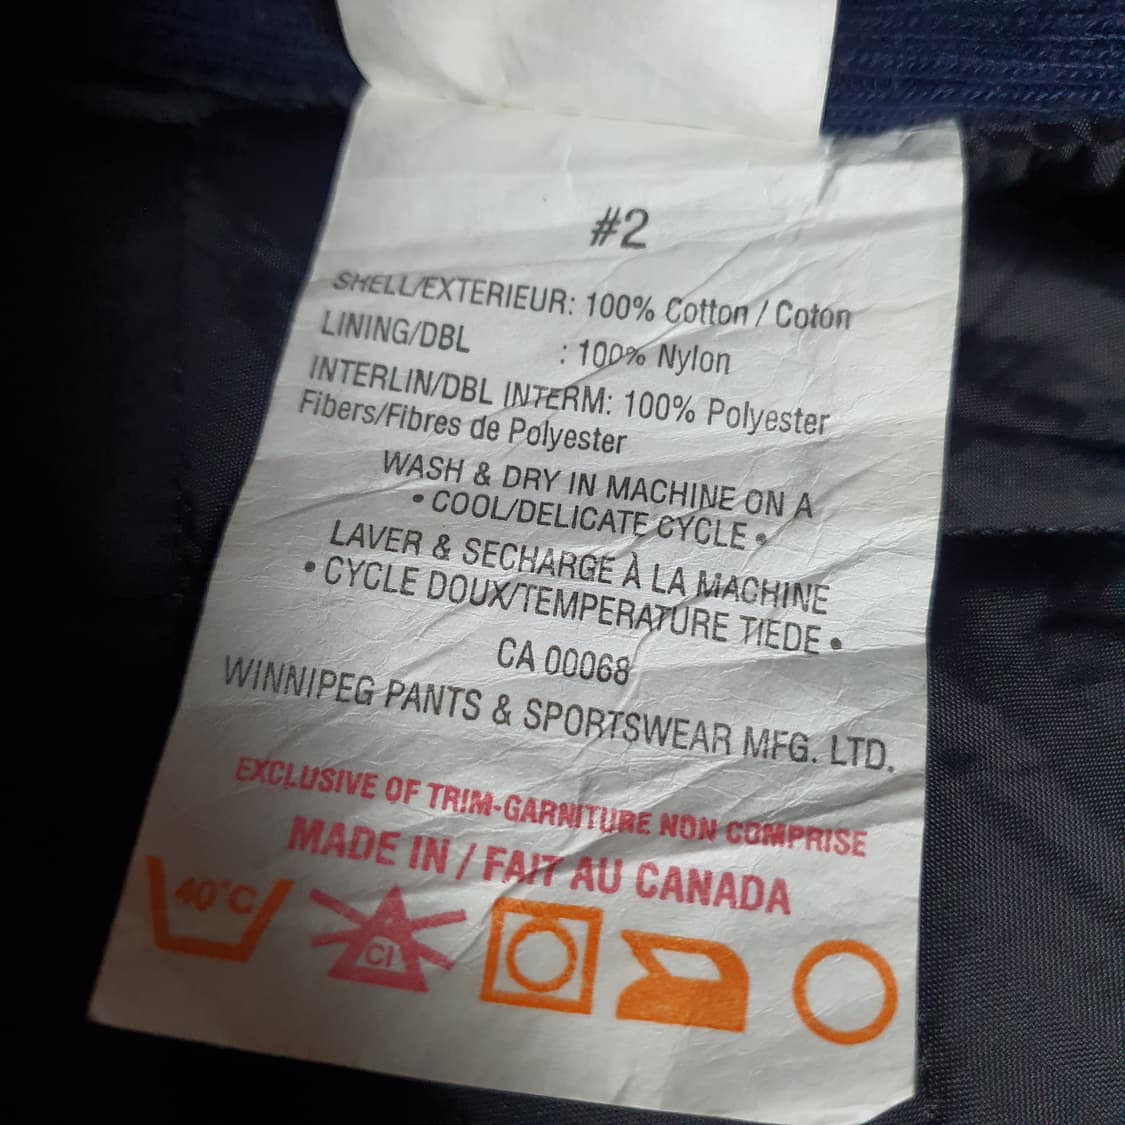 #2
SHELL/EXTERIEUR: 100% Cotton / Coton
LINING/DBL : 100% Nylon
INTERLIN/DBL INTERM: 100% Polyester
Fibers/Fibres de Polyester
WASH & DRY IN MACHINE ON A
• COOL/DELICATE CYCLE •
LAVER & SECHARGE À LA MACHINE
• CYCLE DOUX/TEMPERATURE TIEDE •
CA 00068
WINNIPEG PANTS & SPORTSWEAR MFG. LTD.
EXCLUSIVE OF TRIM-GARNITURE NON COMPRISE
MADE IN / FAIT AU CANADA
40°C Cl